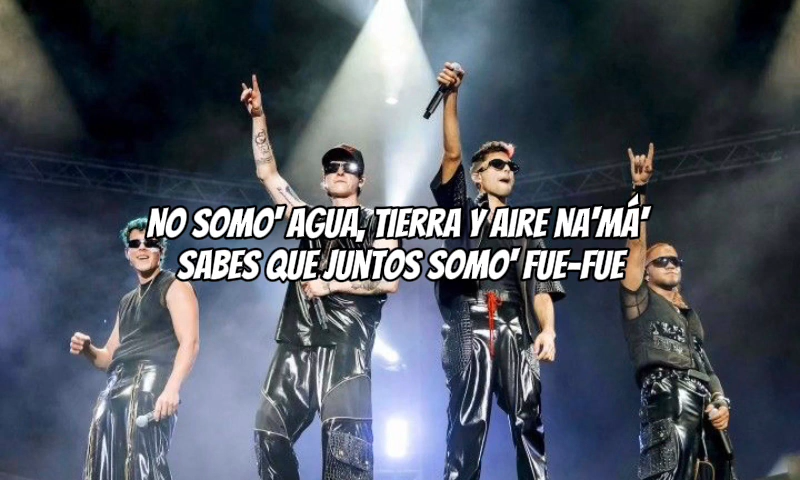 NO SOMO' AGUA, TIERRA Y AIRE NA'MÁ'
SABES QUE JUNTOS SOMO' FUE-FUE